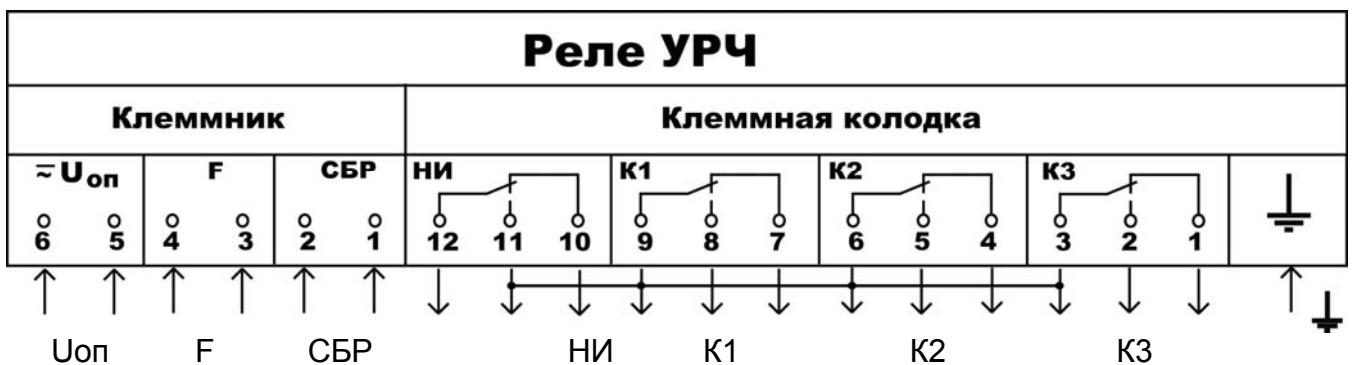 Реле УРЧ
Клеммник Клеммная колодка
≂ Uоп F СБР НИ К1 К2 К3
6 5 4 3 2 1 12 11 10 9 8 7 6 5 4 3 2 1
Uоп F СБР НИ К1 К2 К3